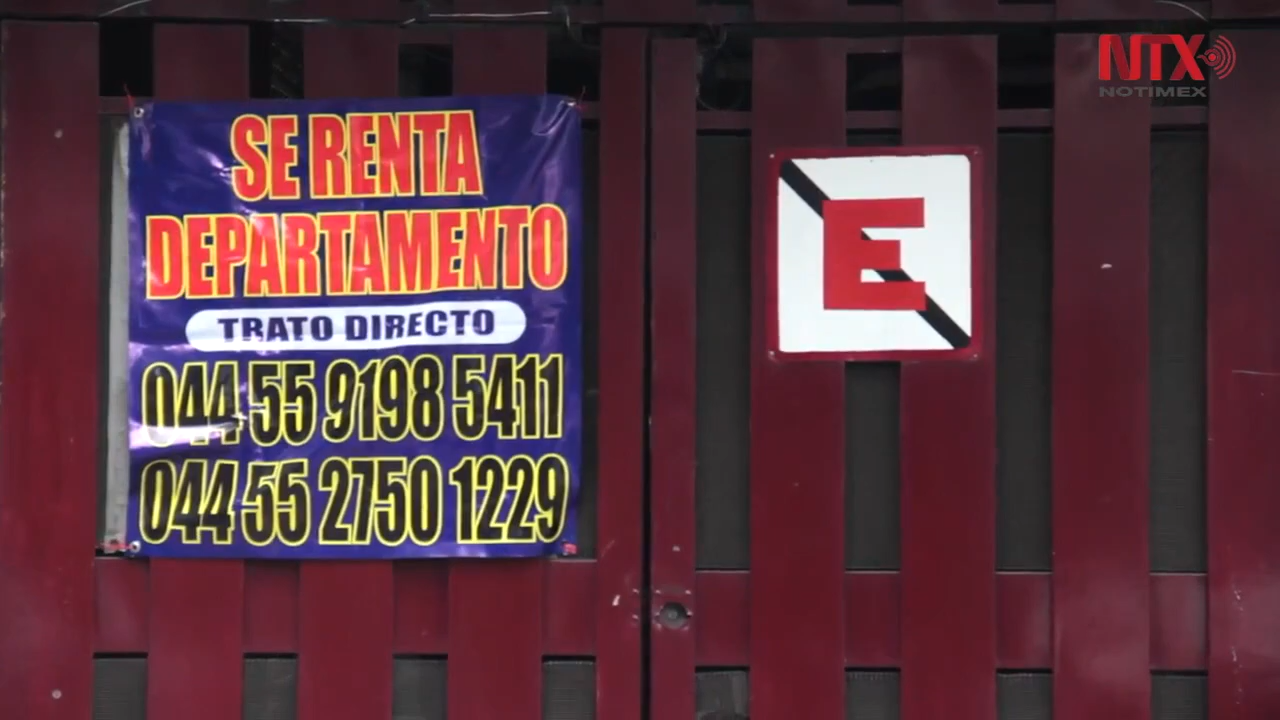 SE RENTA
DEPARTAMENTO
TRATO DIRECTO
044 55 9198 5411
044 55 2750 1229
E
NTX
NOTIMEX